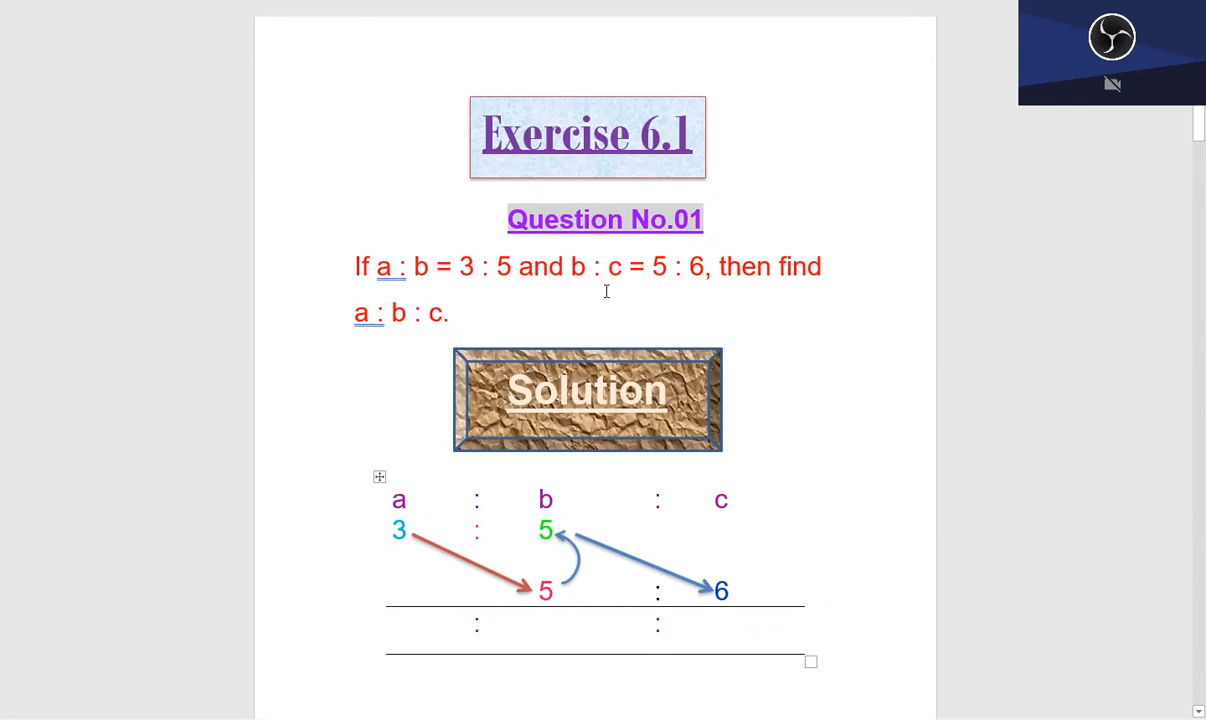 Exercise 6.1
Question No.01
If a : b = 3 : 5 and b : c = 5 : 6, then find
a : b : c.
Solution
a : b : c
3 : 5
5 : 6
: :